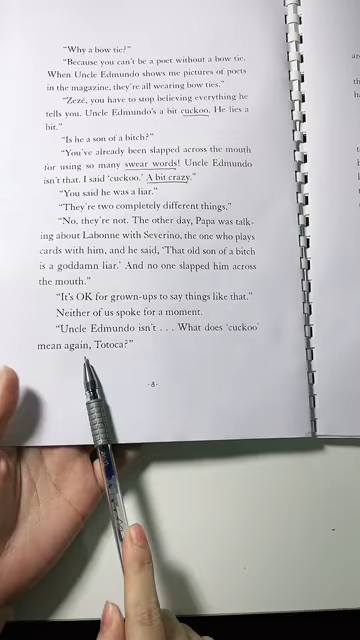 "Why a bow tie?"
"Because you can't be a poet without a bow tie.
When Uncle Edmundo shows me pictures of poets
in the magazine, they're all wearing bow ties."
"Zezé, you have to stop believing everything he
tells you. Uncle Edmundo's a bit cuckoo. He lies a
bit."
"Is he a son of a bitch?"
"You've already been slapped across the mouth
for using so many swear words! Uncle Edmundo
isn't that. I said 'cuckoo.' A bit crazy."
"You said he was a liar."
"They're two completely different things."
"No, they're not. The other day, Papa was talk-
ing about Labonne with Severino, the one who plays
cards with him, and he said, 'That old son of a bitch
is a goddamn liar.' And no one slapped him across
the mouth."
"It's OK for grown-ups to say things like that."
Neither of us spoke for a moment.
"Uncle Edmundo isn't . . . What does 'cuckoo'
mean again, Totoca?"
·8·